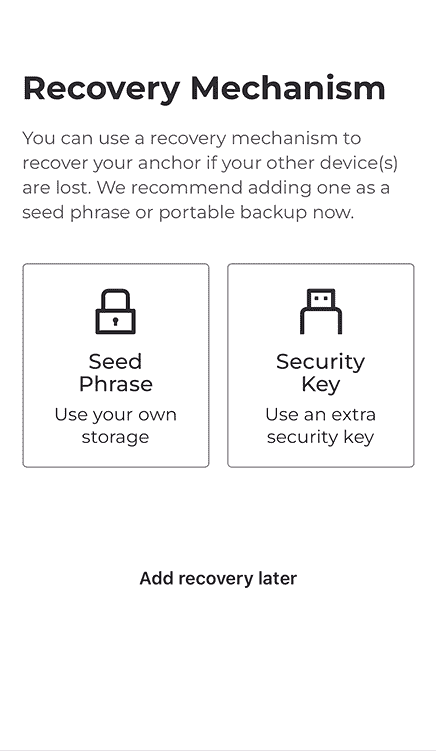 Recovery Mechanism
You can use a recovery mechanism to
recover your anchor if your other device(s)
are lost. We recommend adding one as a
seed phrase or portable backup now.
Seed
Phrase
Use your own
storage
Security
Key
Use an extra
security key
Add recovery later